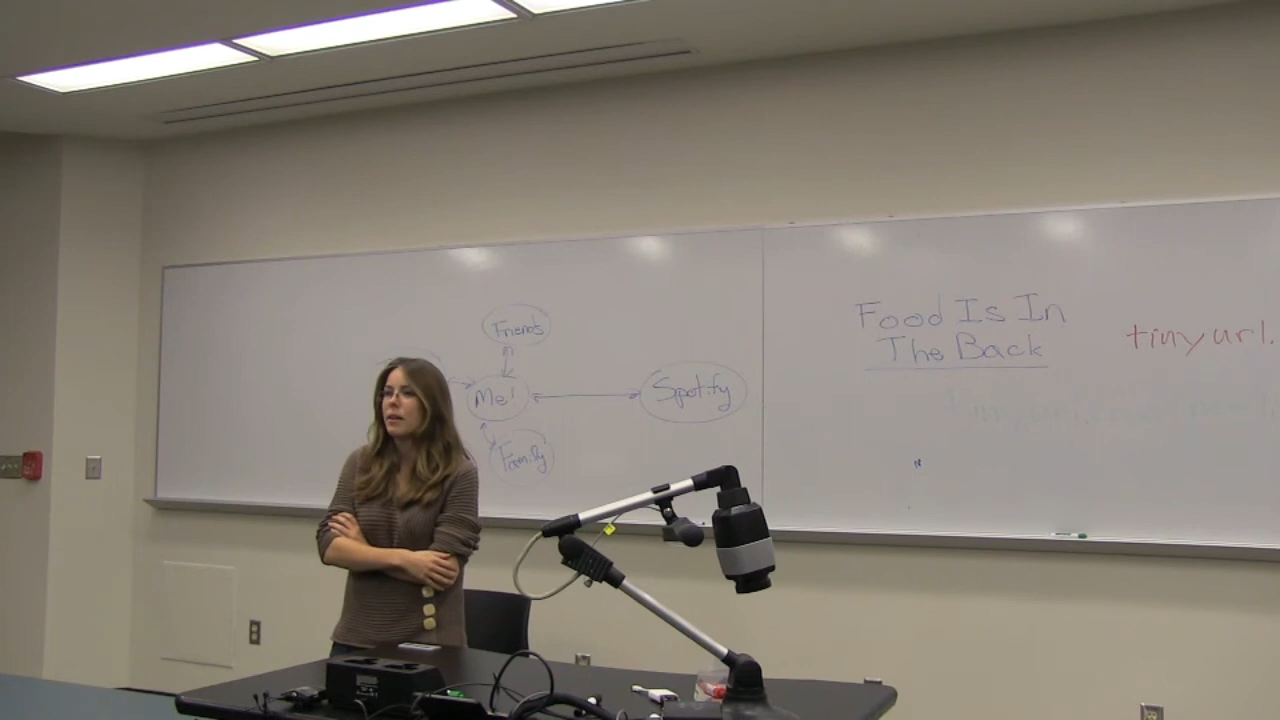 Friends
Me!
Spotify
Family
Food Is In
The Back
tinyurl.